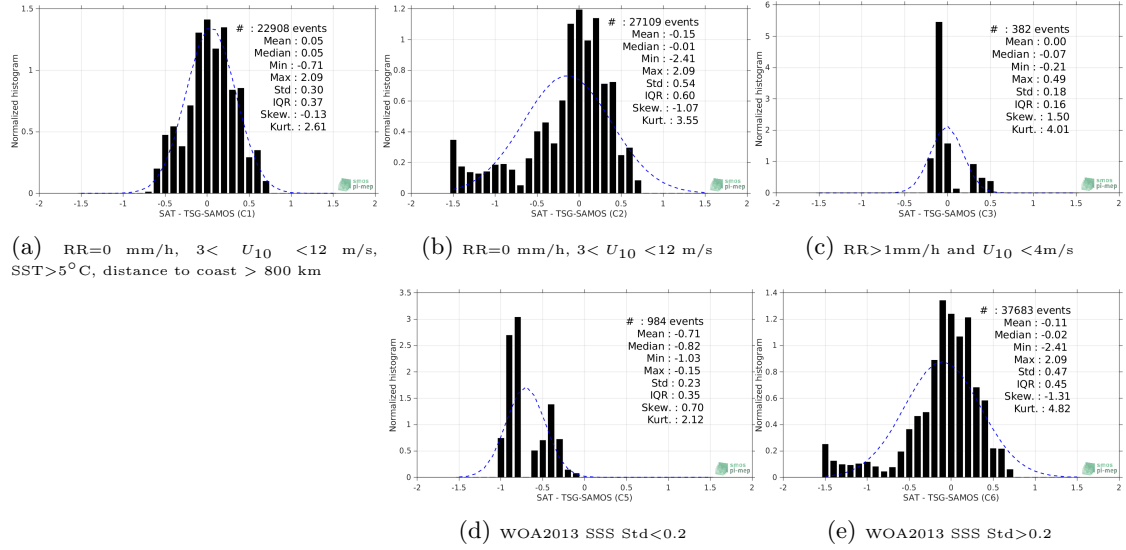 1.5
1
0.5
0
Normalized histogram
# : 22908 events
Mean : 0.05
Median : 0.05
Min : -0.71
Max : 2.09
Std : 0.30
IQR : 0.37
Skew. : -0.13
Kurt. : 2.61
smos
pi-mep
-2 -1.5 -1 -0.5 0 0.5 1 1.5 2
SAT - TSG-SAMOS (C1)
(a) RR=0 mm/h, 3< U10 <12 m/s,
SST>5°C, distance to coast > 800 km
1.2
1
0.8
0.6
0.4
0.2
0
Normalized histogram
# : 27109 events
Mean : -0.15
Median : -0.01
Min : -2.41
Max : 2.09
Std : 0.54
IQR : 0.60
Skew. : -1.07
Kurt. : 3.55
smos
pi-mep
-2 -1.5 -1 -0.5 0 0.5 1 1.5 2
SAT - TSG-SAMOS (C2)
(b) RR=0 mm/h, 3< U10 <12 m/s
6
5
4
3
2
1
0
Normalized histogram
# : 382 events
Mean : 0.00
Median : -0.07
Min : -0.21
Max : 0.49
Std : 0.18
IQR : 0.16
Skew. : 1.50
Kurt. : 4.01
smos
pi-mep
-2 -1.5 -1 -0.5 0 0.5 1 1.5 2
SAT - TSG-SAMOS (C3)
(c) RR>1mm/h and U10 <4m/s
3.5
3
2.5
2
1.5
1
0.5
0
Normalized histogram
# : 984 events
Mean : -0.71
Median : -0.82
Min : -1.03
Max : -0.15
Std : 0.23
IQR : 0.35
Skew. : 0.70
Kurt. : 2.12
smos
pi-mep
-2 -1.5 -1 -0.5 0 0.5 1 1.5 2
SAT - TSG-SAMOS (C5)
(d) WOA2013 SSS Std<0.2
1.4
1.2
1
0.8
0.6
0.4
0.2
0
Normalized histogram
# : 37683 events
Mean : -0.11
Median : -0.02
Min : -2.41
Max : 2.09
Std : 0.47
IQR : 0.45
Skew. : -1.31
Kurt. : 4.82
smos
pi-mep
-2 -1.5 -1 -0.5 0 0.5 1 1.5 2
SAT - TSG-SAMOS (C6)
(e) WOA2013 SSS Std>0.2